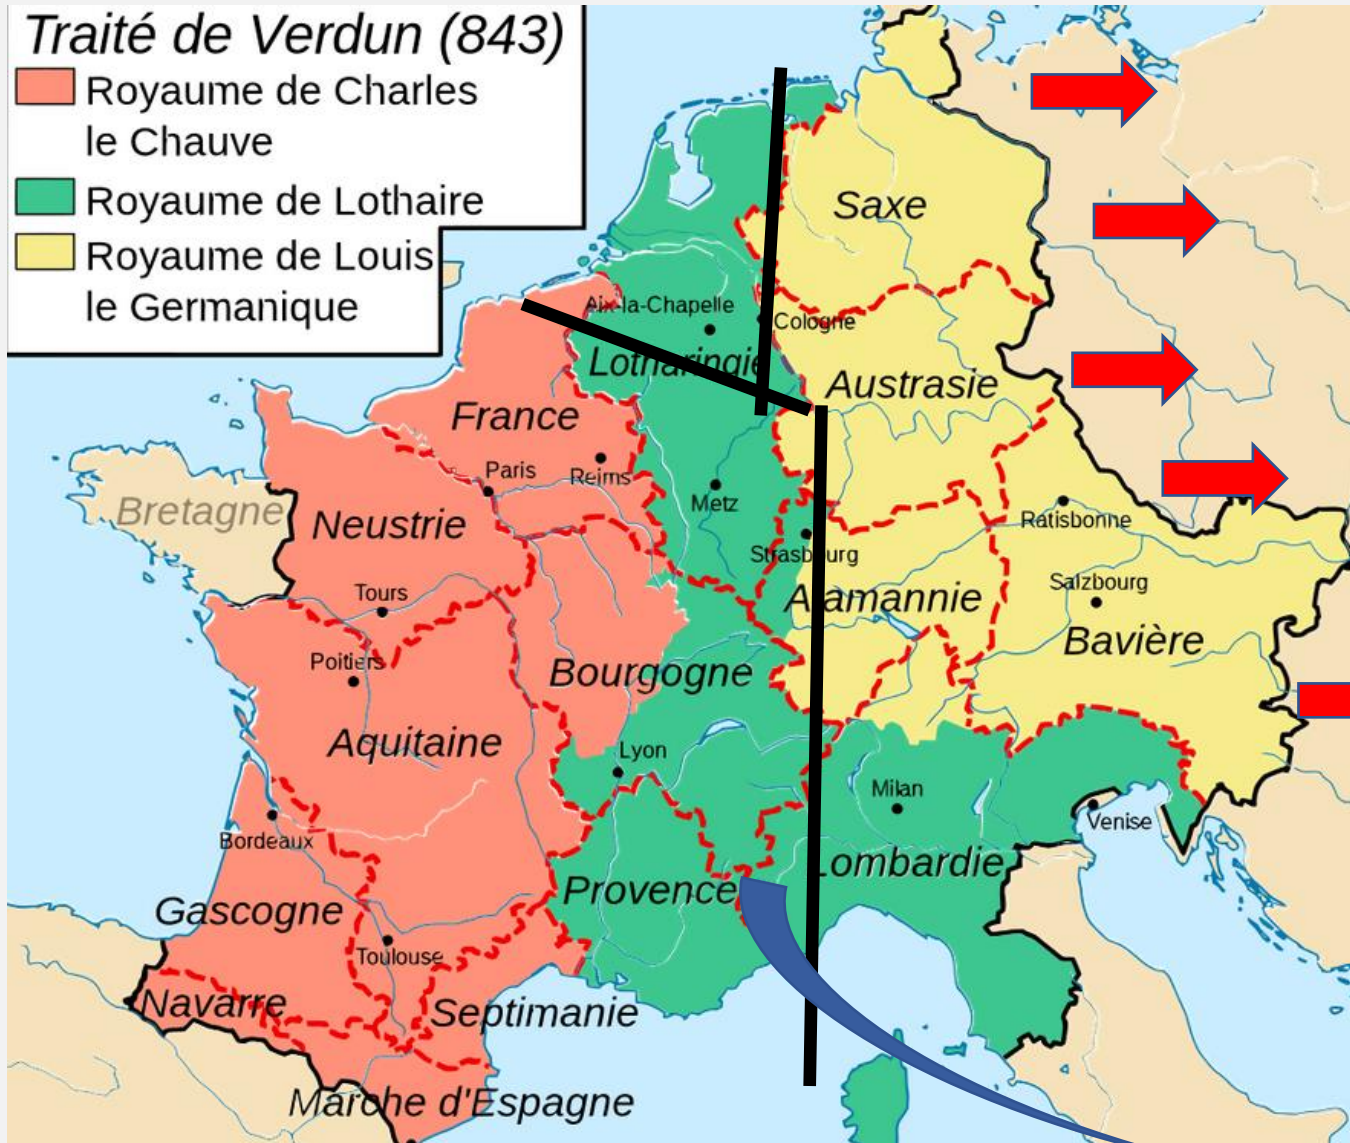 Traité de Verdun (843)
Royaume de Charles
le Chauve
Royaume de Lothaire
Royaume de Louis
le Germanique
Saxe
Aix-la-Chapelle
Cologne
Lotharingie
Austrasie
France
Paris
Reims
Metz
Bretagne
Neustrie
Ratisbonne
Strasbourg
Tours
Alamannie
Salzbourg
Bavière
Poitiers
Bourgogne
Aquitaine
Lyon
Milan
Venise
Bordeaux
Lombardie
Provence
Gascogne
Toulouse
Navarre
Septimanie
Marche d'Espagne